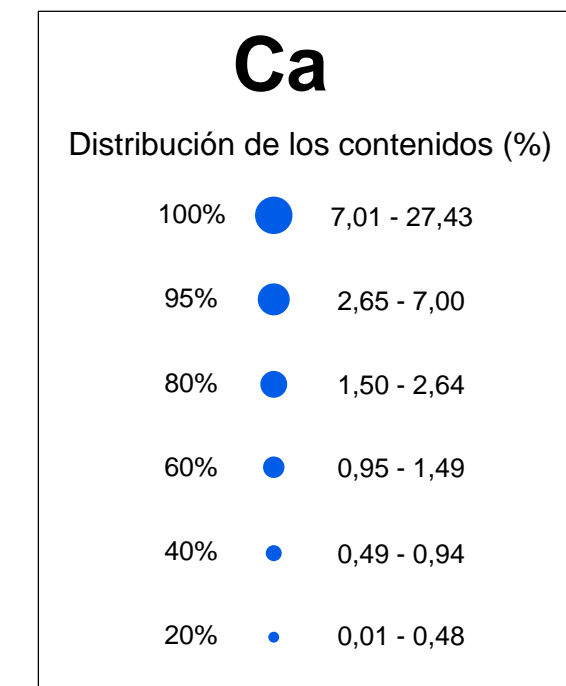 Ca
Distribución de los contenidos (%)
100% 7,01 - 27,43
95% 2,65 - 7,00
80% 1,50 - 2,64
60% 0,95 - 1,49
40% 0,49 - 0,94
20% 0,01 - 0,48